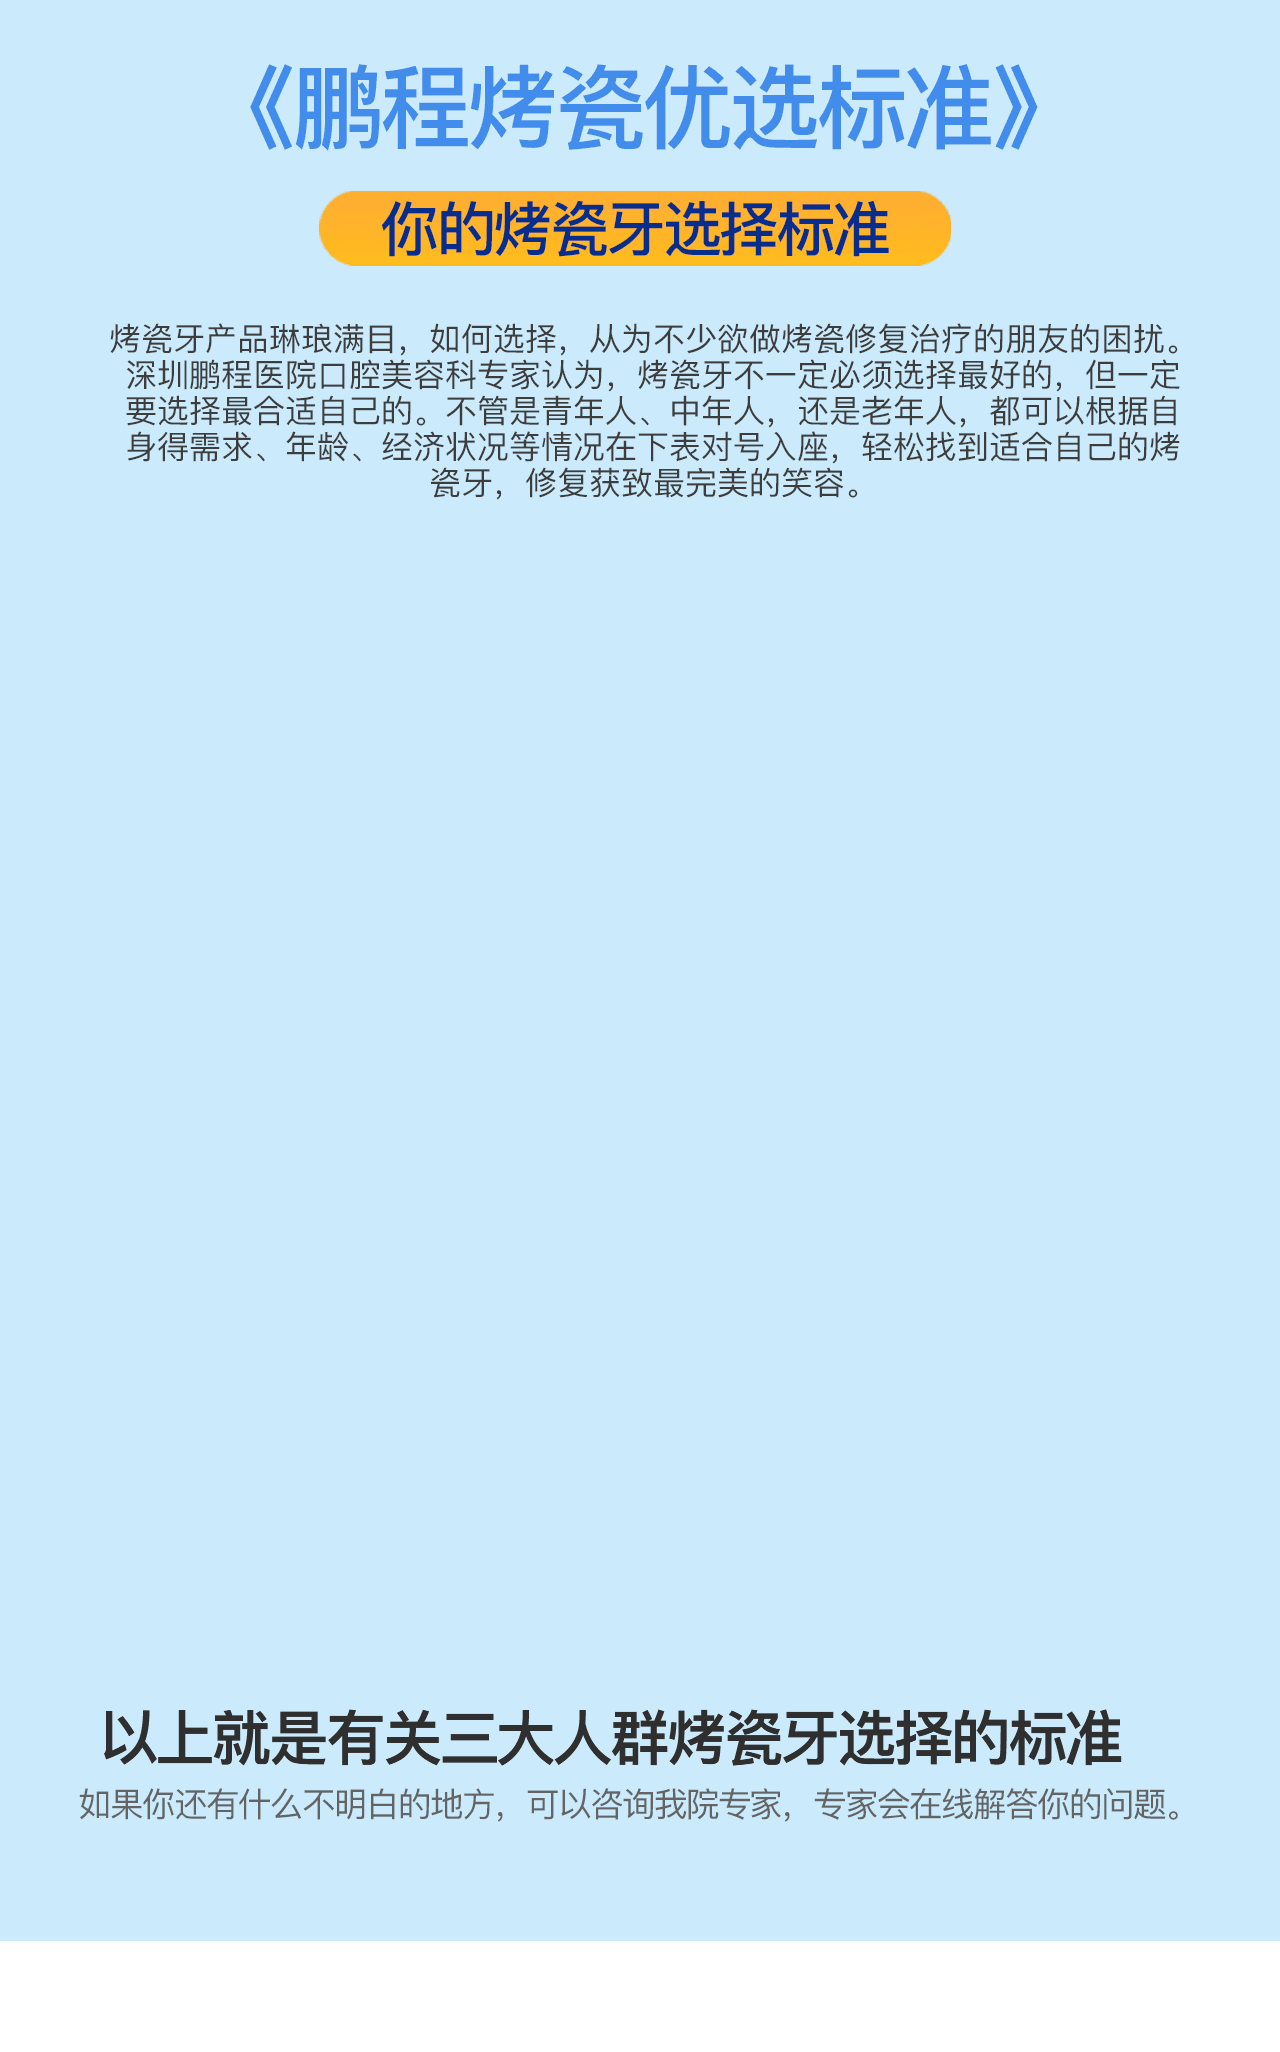 《鹏程烤瓷优选标准》
你的烤瓷牙选择标准
烤瓷牙产品琳琅满目，如何选择，从为不少欲做烤瓷修复治疗的朋友的困扰。
深圳鹏程医院口腔美容科专家认为，烤瓷牙不一定必须选择最好的，但一定
要选择最合适自己的。不管是青年人、中年人，还是老年人，都可以根据自
身得需求、年龄、经济状况等情况在下表对号入座，轻松找到适合自己的烤
瓷牙，修复获致最完美的笑容。
以上就是有关三大人群烤瓷牙选择的标准
如果你还有什么不明白的地方，可以咨询我院专家，专家会在线解答你的问题。